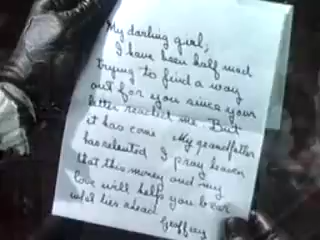 My darling girl,
I have been half mad
trying to find a way
out for you since your
letter reached me. But
it has come. My grandfather
has relented I pray heaven
that this money and my
love will help you bear
what lies ahead.
Geoffrey